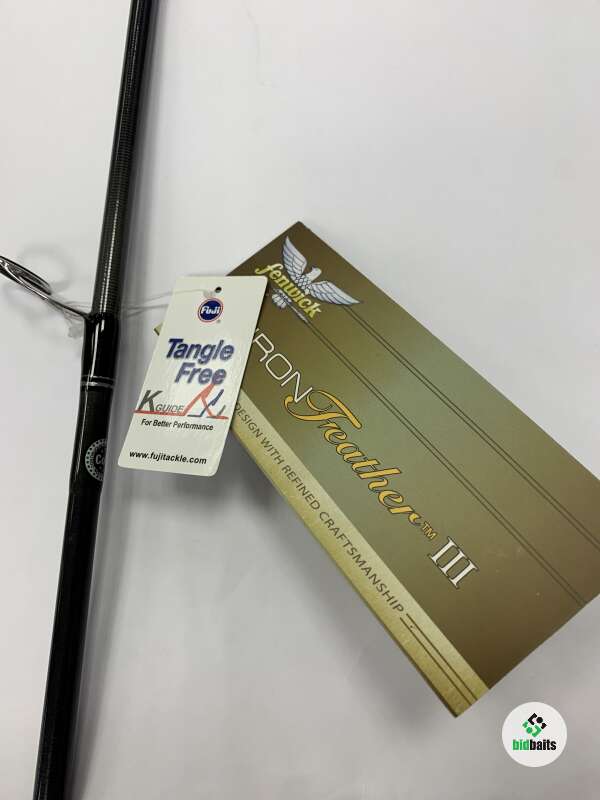 FUJI
Tangle
Free
K GUIDE
For Better Performance
www.fujitackle.com
fenwick
IRON Feather™ III
DESIGN WITH REFINED CRAFTSMANSHIP
bidbaits